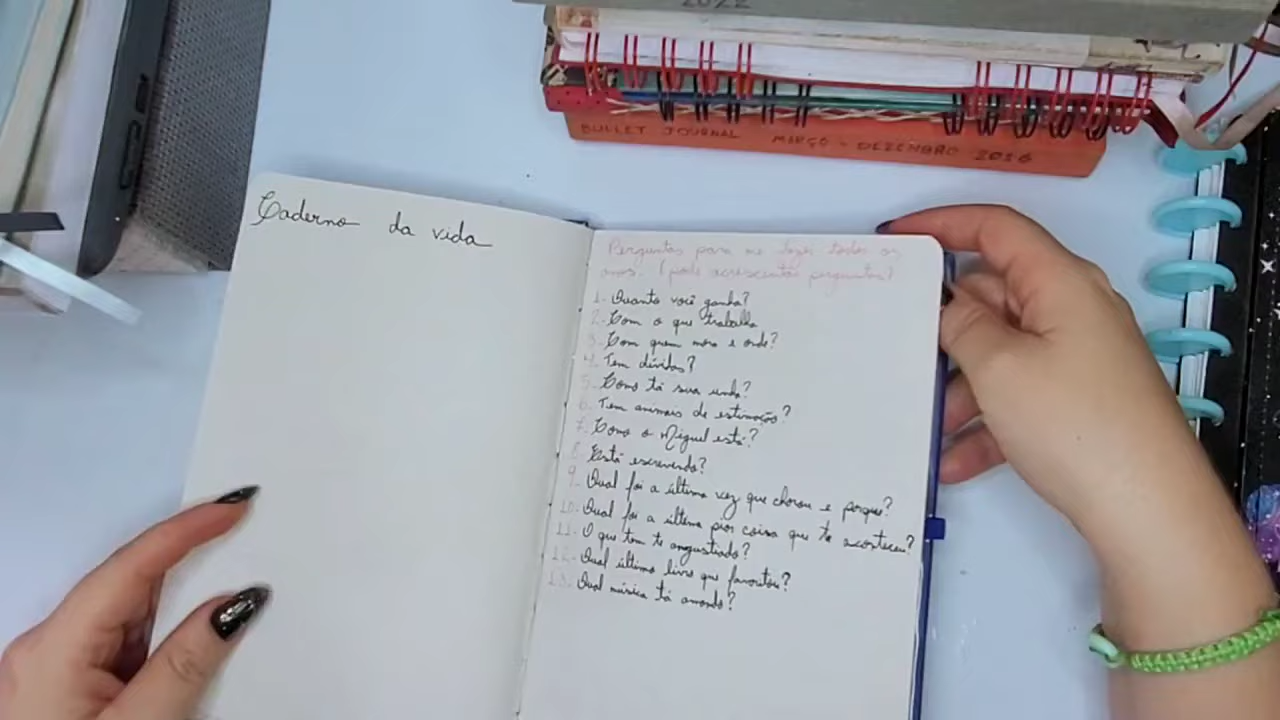 2022
BULLET JOURNAL MARÇO - DEZEMBRO 2016
Caderno da vida
Perguntas para me fazer todos os
anos. (pode acrescentar perguntas)
1- Quanto você ganha?
2- Com o que trabalha
3- Com quem mora e onde?
4- Tem dívidas?
5- Como tá sua unha?
6- Tem animais de estimação?
7- Como o Miguel está?
8- Está escrevendo?
9- Qual foi a última vez que chorou e porque?
10- Qual foi a última pior coisa que te aconteceu?
11- O que tem te angustiado?
12- Qual último livro que favoritou?
13- Qual música tá amando?